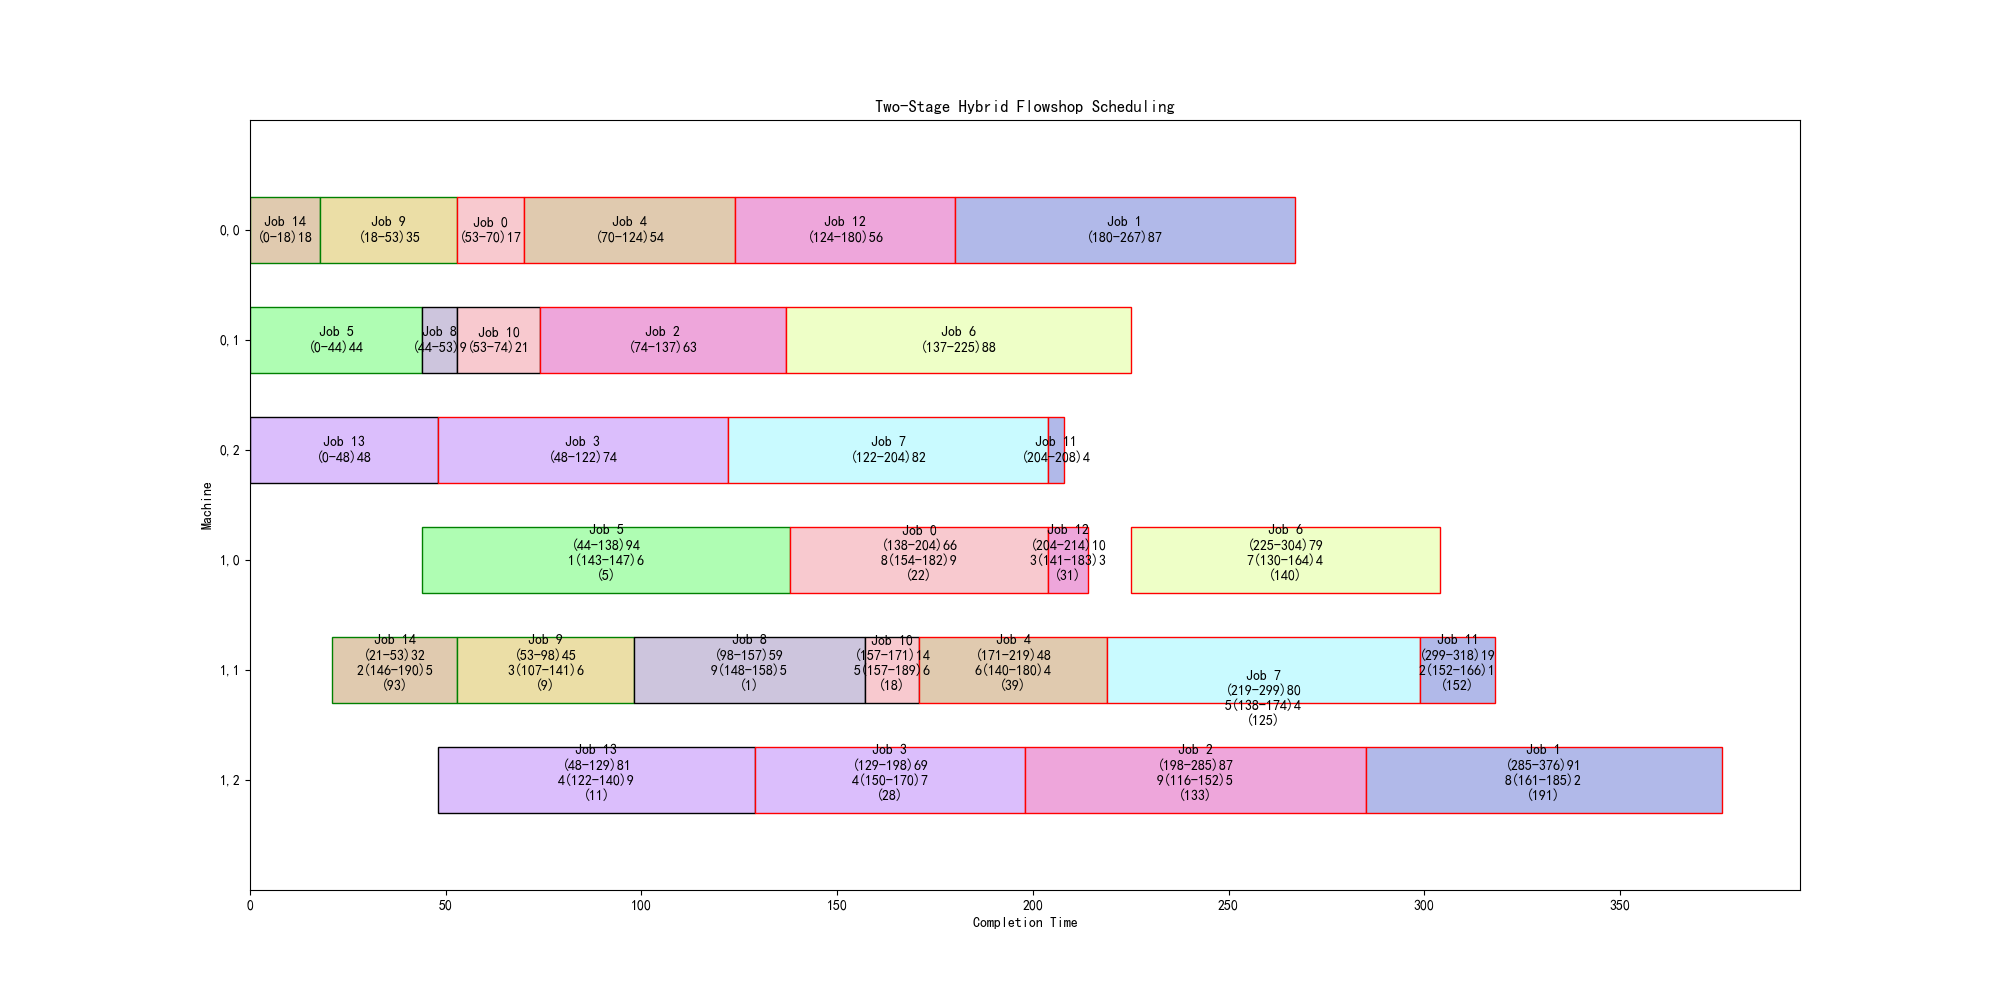 Two-Stage Hybrid Flowshop Scheduling
0,0
Job 14
(0-18)18
Job 9
(18-53)35
Job 0
(53-70)17
Job 4
(70-124)54
Job 12
(124-180)56
Job 1
(180-267)87
0,1
Job 5
(0-44)44
Job 8
(44-53)9
Job 10
(53-74)21
Job 2
(74-137)63
Job 6
(137-225)88
0,2
Job 13
(0-48)48
Job 3
(48-122)74
Job 7
(122-204)82
Job 11
(204-208)4
Machine
1,0
Job 5
(44-138)94
1(143-147)6
(5)
Job 0
(138-204)66
8(154-182)9
(22)
Job 12
(204-214)10
3(141-183)3
(31)
Job 6
(225-304)79
7(130-164)4
(140)
1,1
Job 14
(21-53)32
2(146-190)5
(93)
Job 9
(53-98)45
3(107-141)6
(9)
Job 8
(98-157)59
9(148-158)5
(1)
Job 10
(157-171)14
5(157-189)6
(18)
Job 4
(171-219)48
6(140-180)4
(39)
Job 7
(219-299)80
5(138-174)4
(125)
Job 11
(299-318)19
2(152-166)1
(152)
1,2
Job 13
(48-129)81
4(122-140)9
(11)
Job 3
(129-198)69
4(150-170)7
(28)
Job 2
(198-285)87
9(116-152)5
(133)
Job 1
(285-376)91
8(161-185)2
(191)
0 50 100 150 200 250 300 350
Completion Time